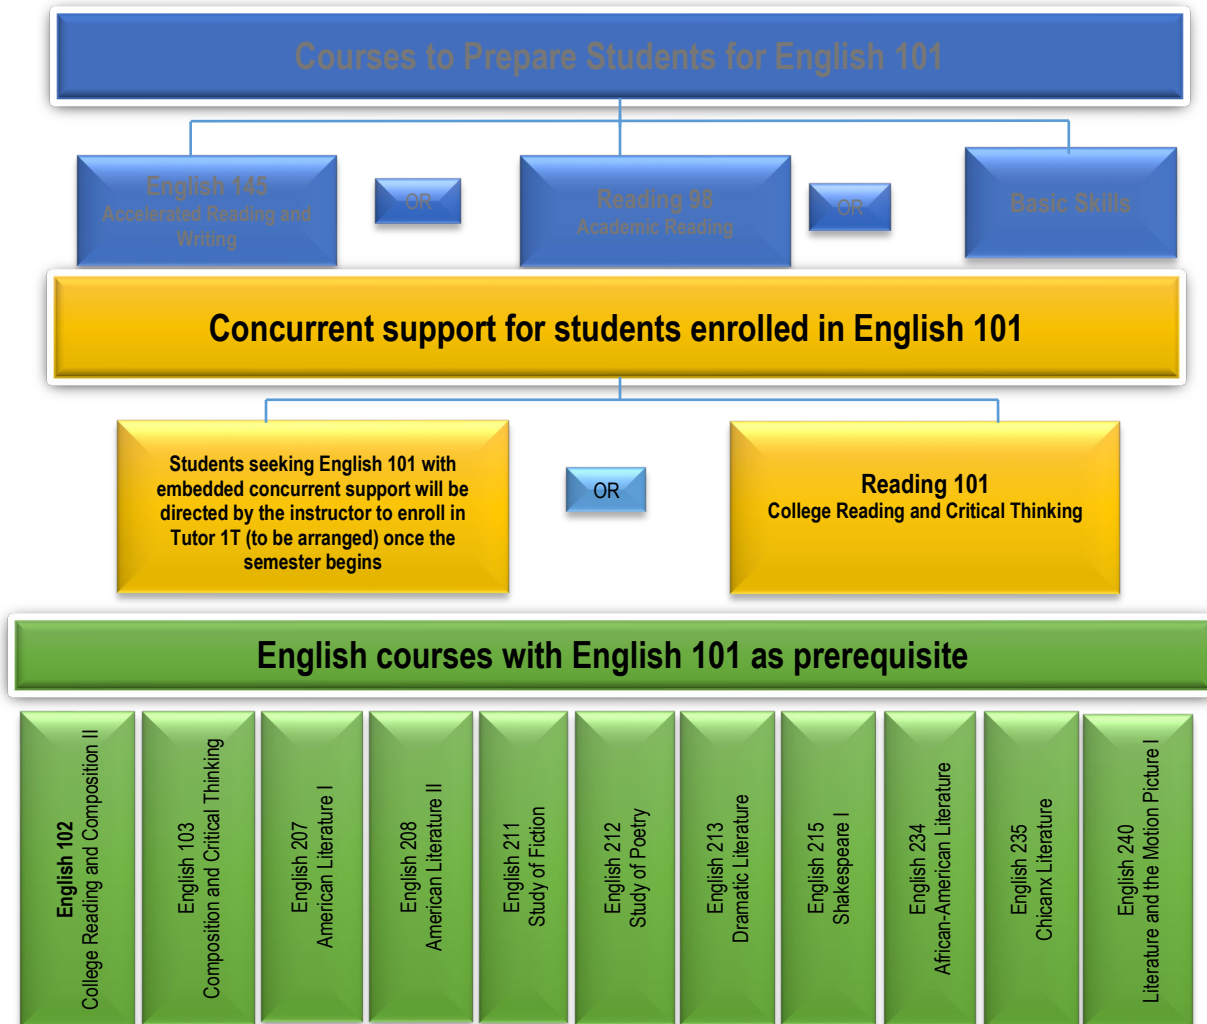 Courses to Prepare Students for English 101
English 145
Accelerated Reading and
Writing
OR
Reading 98
Academic Reading
OR
Basic Skills
Concurrent support for students enrolled in English 101
Students seeking English 101 with
embedded concurrent support will be
directed by the instructor to enroll in
Tutor 1T (to be arranged) once the
semester begins
OR
Reading 101
College Reading and Critical Thinking
English courses with English 101 as prerequisite
English 102
College Reading and Composition II
English 103
Composition and Critical Thinking
English 207
American Literature I
English 208
American Literature II
English 211
Study of Fiction
English 212
Study of Poetry
English 213
Dramatic Literature
English 215
Shakespeare I
English 234
African-American Literature
English 235
Chicanx Literature
English 240
Literature and the Motion Picture I